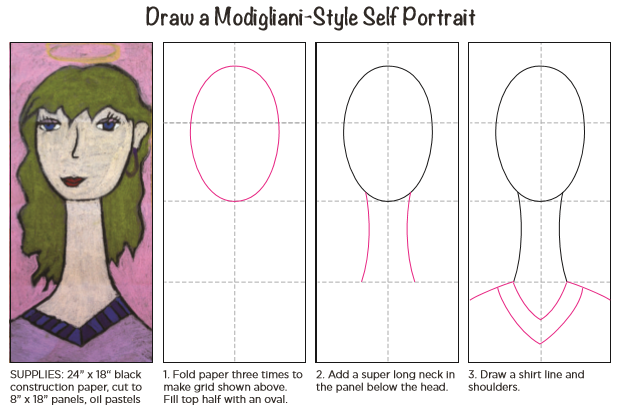 Draw a Modigliani-Style Self Portrait
SUPPLIES: 24” x 18“ black
construction paper, cut to
8” x 18” panels, oil pastels
1. Fold paper three times to
make grid shown above.
Fill top half with an oval.
2. Add a super long neck in
the panel below the head.
3. Draw a shirt line and
shoulders.